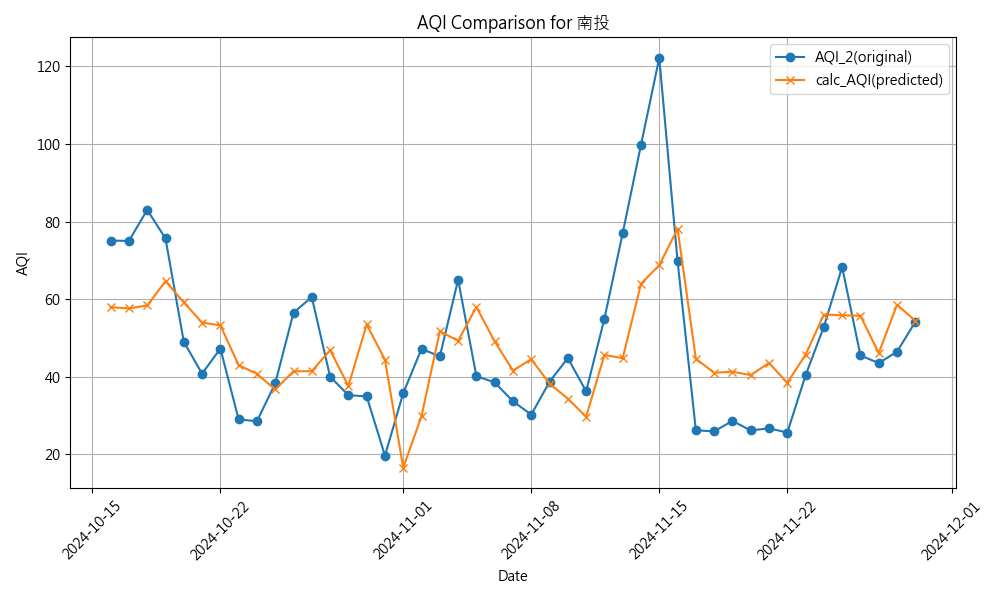 AQI Comparison for 南投
AQI_2(original)
calc_AQI(predicted)
AQI
120
100
80
60
40
20
2024-10-15
2024-10-22
2024-11-01
2024-11-08
2024-11-15
2024-11-22
2024-12-01
Date